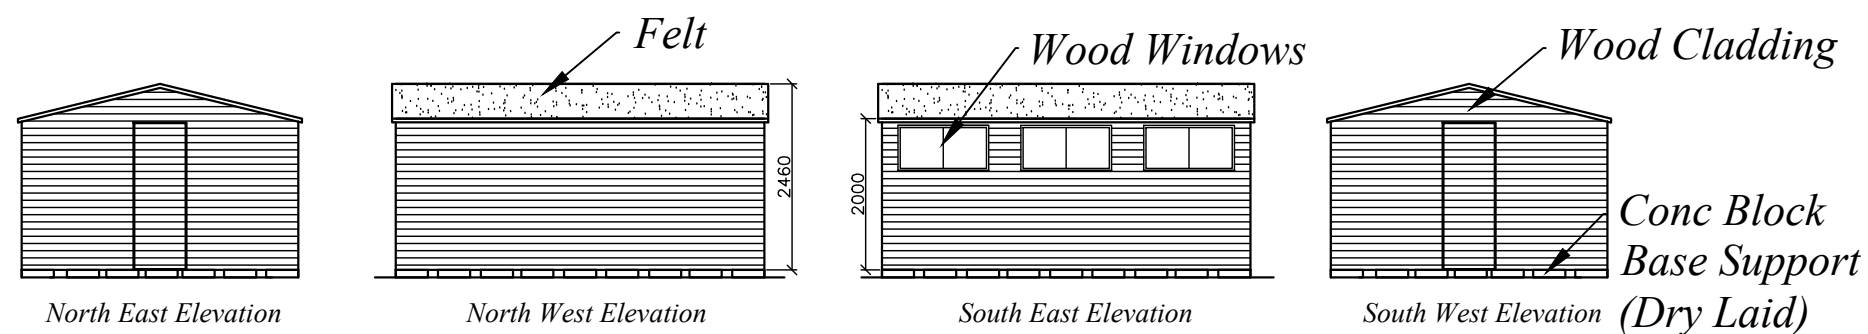 Felt
Wood Windows
Wood Cladding
2460
2000
Conc Block
Base Support
(Dry Laid)
North East Elevation
North West Elevation
South East Elevation
South West Elevation